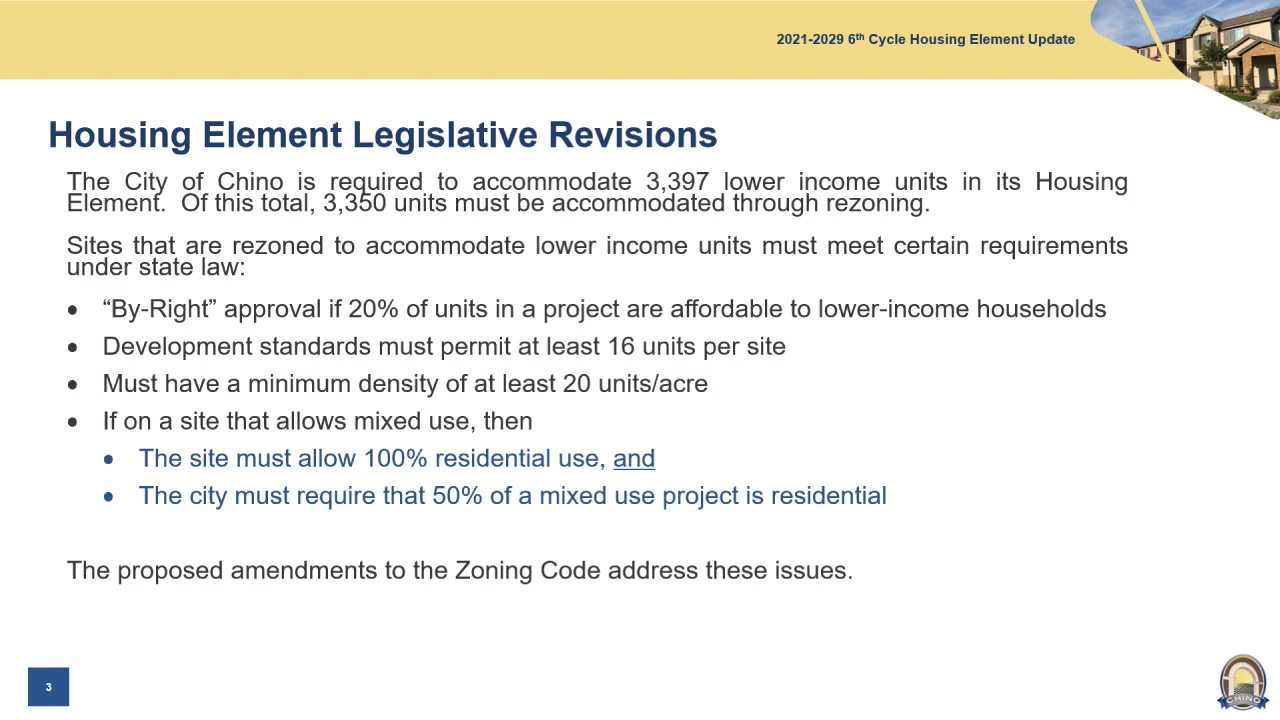 2021-2029 6th Cycle Housing Element Update
Housing Element Legislative Revisions
The City of Chino is required to accommodate 3,397 lower income units in its Housing
Element.  Of this total, 3,350 units must be accommodated through rezoning.
Sites that are rezoned to accommodate lower income units must meet certain requirements
under state law:
• “By-Right” approval if 20% of units in a project are affordable to lower-income households
• Development standards must permit at least 16 units per site
• Must have a minimum density of at least 20 units/acre
• If on a site that allows mixed use, then
• The site must allow 100% residential use, and
• The city must require that 50% of a mixed use project is residential
The proposed amendments to the Zoning Code address these issues.
3
CHINO